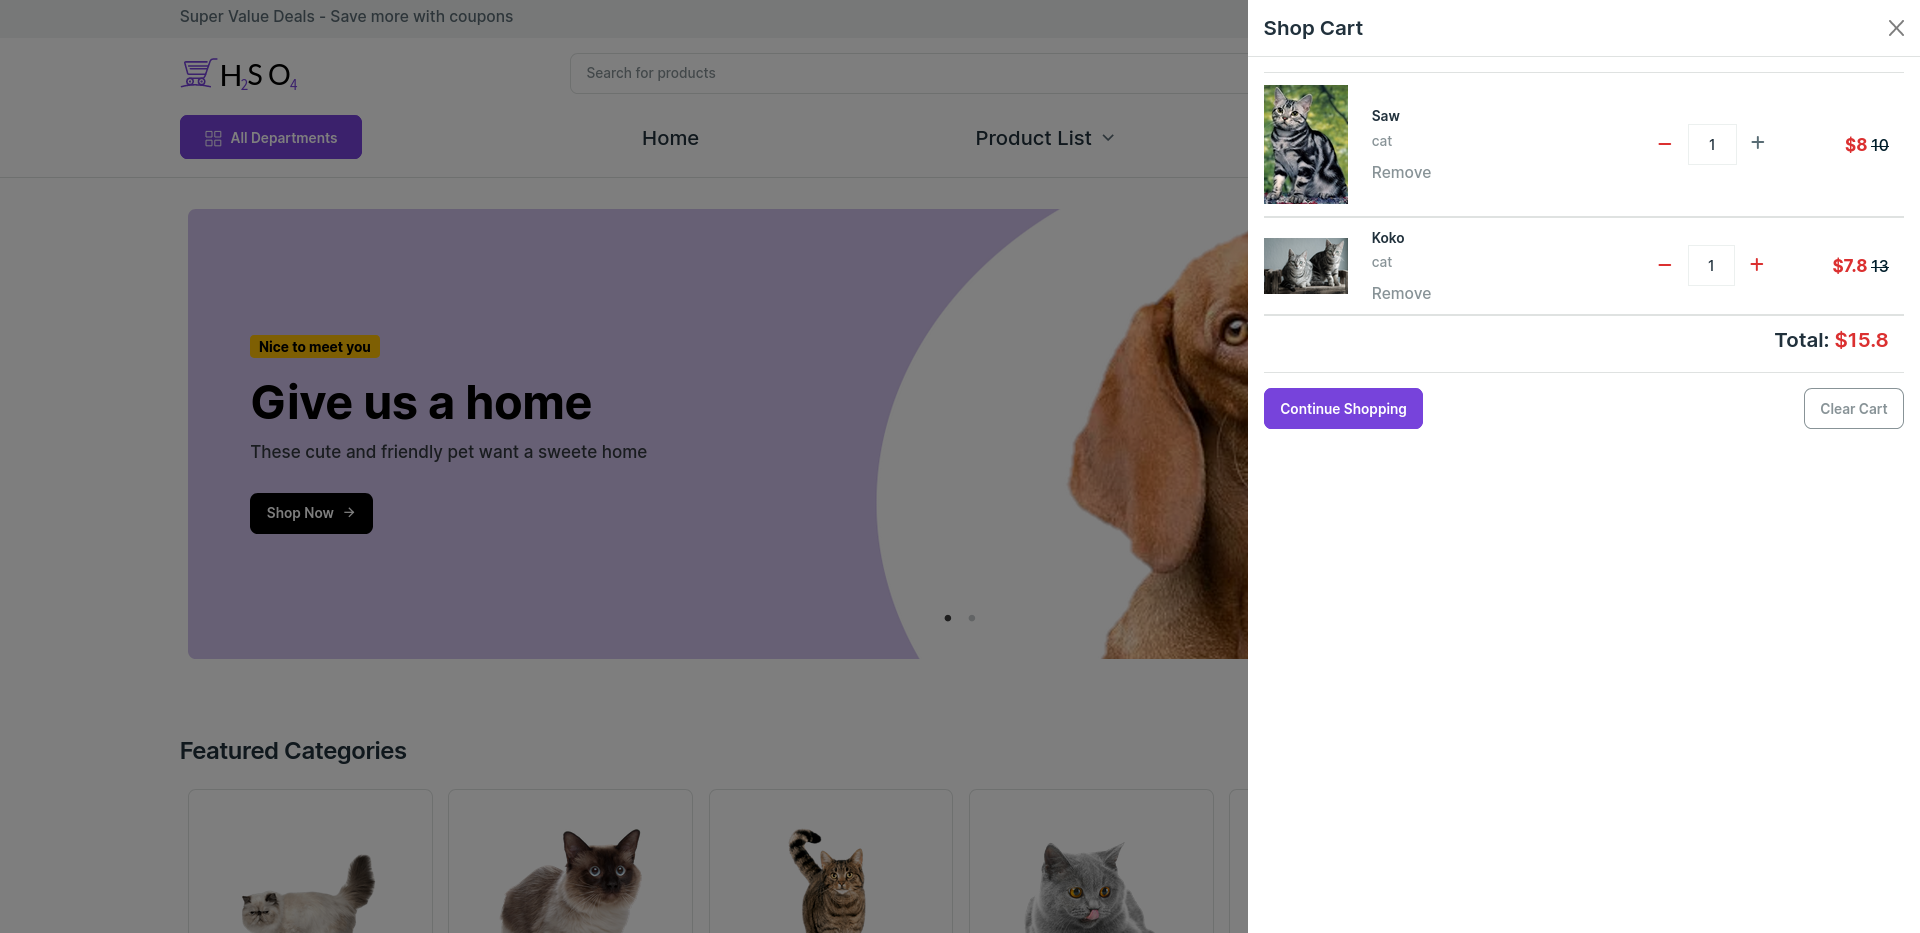 Super Value Deals - Save more with coupons
H2SO4
Search for products
All Departments
Home
Product List
Nice to meet you
Give us a home
These cute and friendly pet want a sweete home
Shop Now
Featured Categories
Shop Cart
Saw
cat
Remove
1
$8 10
Koko
cat
Remove
1
$7.8 13
Total: $15.8
Continue Shopping
Clear Cart